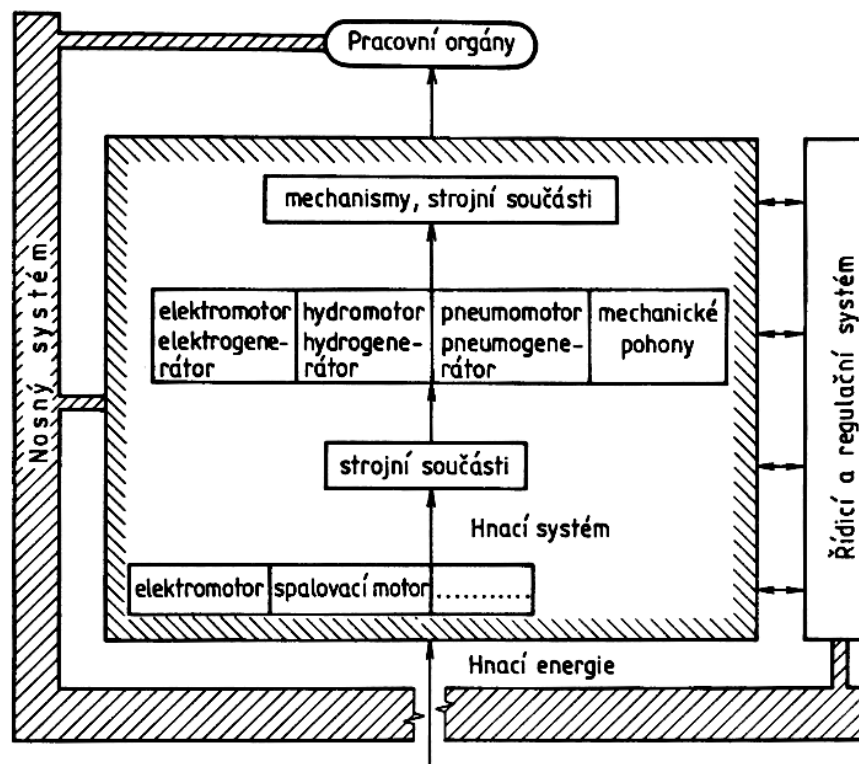 Pracovní orgány
mechanismy, strojní součásti
elektromotor
elektrogene-
rátor
hydromotor
hydrogene-
rátor
pneumomotor
pneumogene-
rátor
mechanické
pohony
strojní součásti
Hnací systém
elektromotor
spalovací motor
...........
Hnací energie
Nosný systém
Řídicí a regulační systém